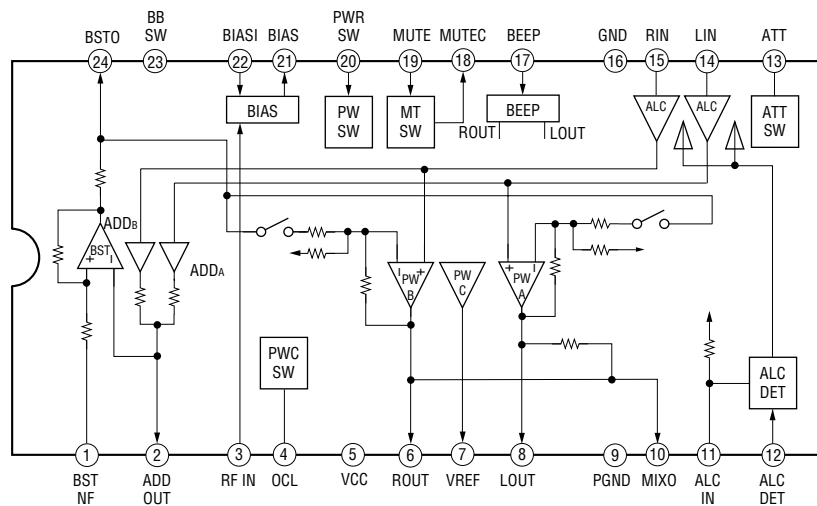 BSTO
BB
SW
BIASI
BIAS
PWR
SW
MUTE
MUTEC
BEEP
GND
RIN
LIN
ATT
24
23
22
21
20
19
18
17
16
15
14
13
BIAS
PW
SW
MT
SW
BEEP
ROUT
LOUT
ALC
ALC
ATT
SW
ADDB
BST
+
I
ADDA
I
+
PW
B
PW
C
+
I
PW
A
PWC
SW
ALC
DET
1
2
3
4
5
6
7
8
9
10
11
12
BST
NF
ADD
OUT
RF IN
OCL
VCC
ROUT
VREF
LOUT
PGND
MIXO
ALC
IN
ALC
DET